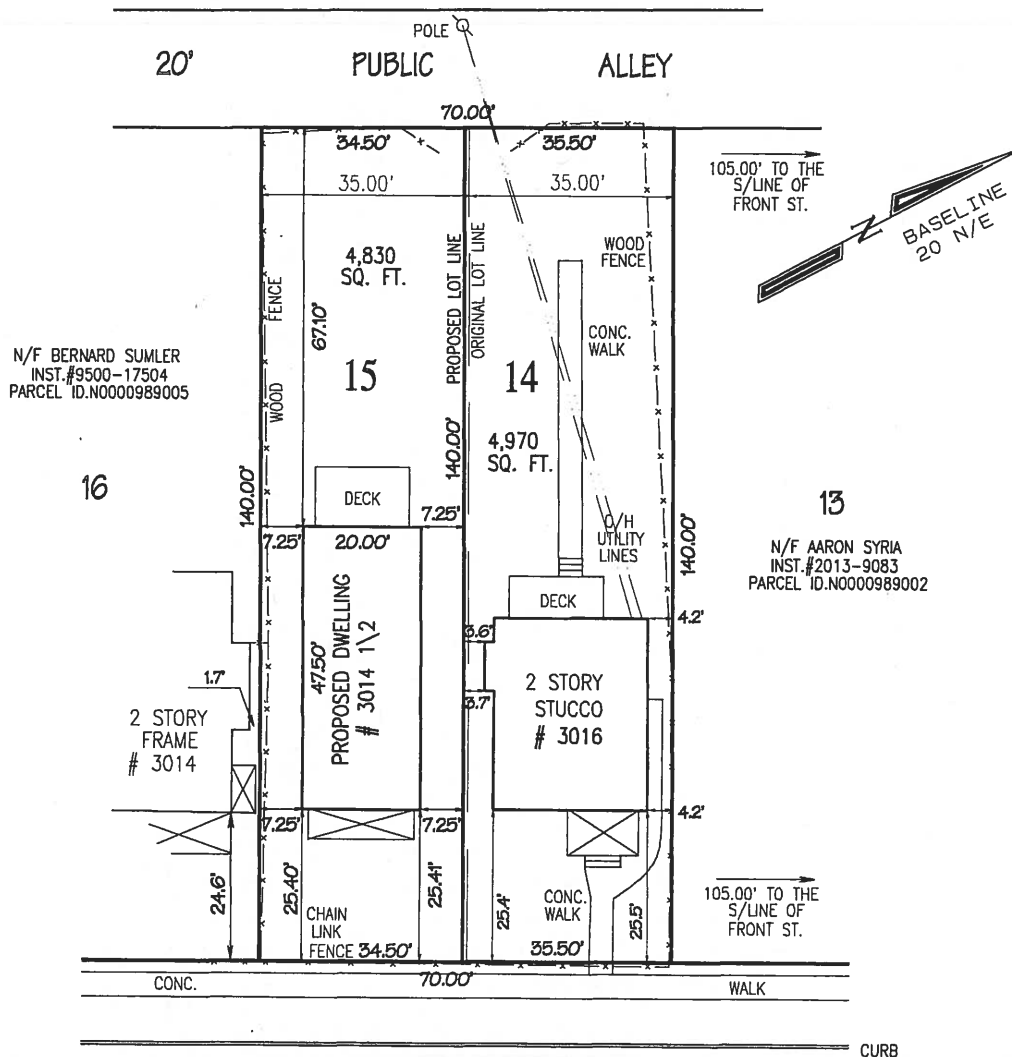 POLE
20' PUBLIC ALLEY
70.00'
34.50' 35.50'
35.00' 35.00'
105.00' TO THE
S/LINE OF
FRONT ST.
N
BASELINE
20 N/E
4,830
SQ. FT.
WOOD
FENCE
WOOD FENCE
67.10'
PROPOSED LOT LINE
ORIGINAL LOT LINE
CONC.
WALK
N/F BERNARD SUMLER
INST.#9500-17504
PARCEL ID.N0000989005
15
14
4,970
SQ. FT.
140.00'
140.00'
140.00'
16
13
N/F AARON SYRIA
INST.#2013-9083
PARCEL ID.N0000989002
DECK
7.25'
7.25'
20.00'
O/H
UTILITY
LINES
DECK
4.2'
3.6'
47.50'
PROPOSED DWELLING
# 3014 1\2
3.7'
2 STORY
STUCCO
# 3016
1.7'
2 STORY
FRAME
# 3014
7.25'
7.25'
4.2'
24.6'
25.40'
25.41'
25.4'
25.5'
CHAIN
LINK
FENCE
34.50'
CONC.
WALK
35.50'
105.00' TO THE
S/LINE OF
FRONT ST.
70.00'
CONC. WALK
CURB